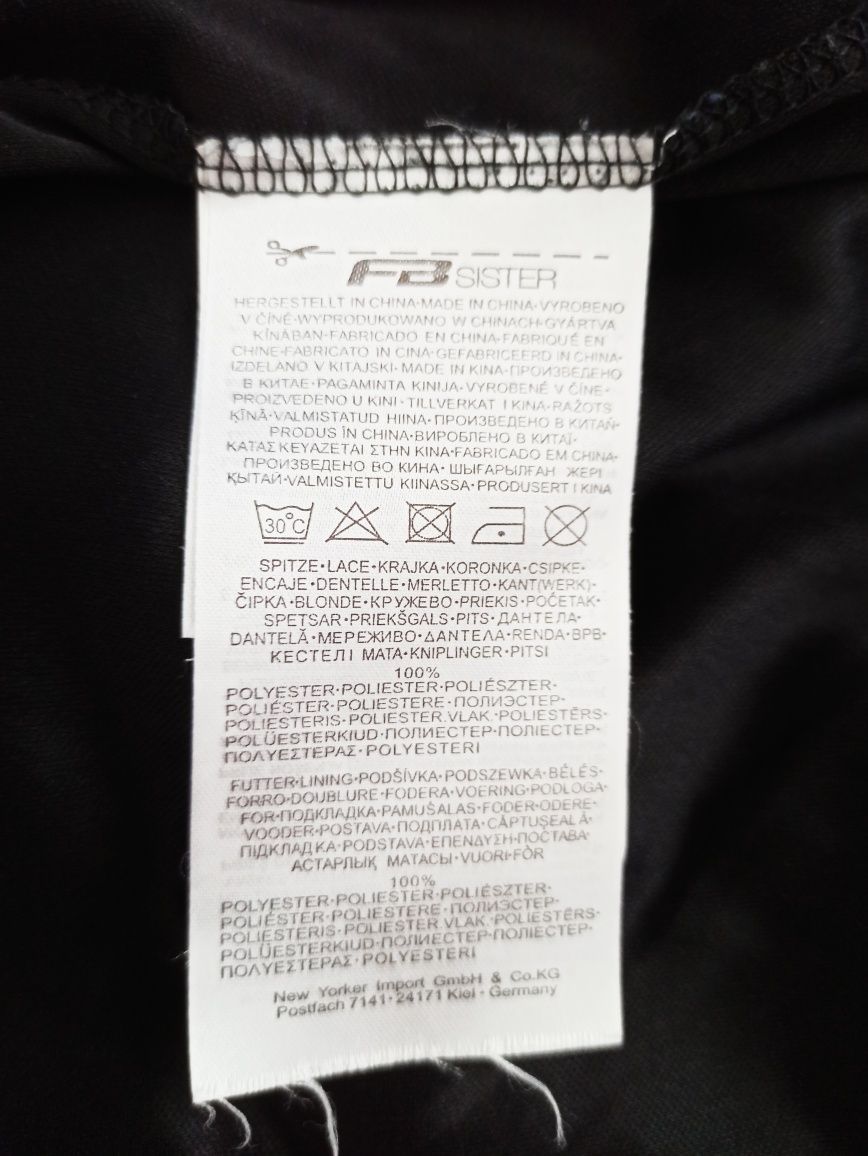 FB SISTER
HERGESTELLT IN CHINA·MADE IN CHINA·VYROBENO
V ČÍNĚ·WYPRODUKOWANO W CHINACH·GYÁRTVA
KÍNÁBAN·FABRICADO EN CHINA·FABRIQUÉ EN
CHINE·FABRICATO IN CINA·GEFABRICEERD IN CHINA·
IZDELANO V KITAJSKI·MADE IN KINA·ПРОИЗВЕДЕНО
В КИТАЕ·PAGAMINTA KINIJA·VYROBENÉ V ČÍNE·
PROIZVEDENO U KINI·TILLVERKAT I KINA·RAŽOTS
ĶĪNĀ·VALMISTATUD HIINA·ПРОИЗВЕДЕНО В КИТАЙ·
PRODUS ÎN CHINA·ВИРОБЛЕНО В КИТАЇ·
ΚΑΤΑΣΚΕΥΑΖΕΤΑΙ ΣΤΗΝ ΚΙΝΑ·FABRICADO EM CHINA·
ПРОИЗВЕДЕНО ВО КИНА·ШЫҒАРЫЛҒАН ЖЕРІ
ҚЫТАЙ·VALMISTETTU KIINASSA·PRODUSERT I KINA
30°C
SPITZE·LACE·KRAJKA·KORONKA·CSIPKE·
ENCAJE·DENTELLE·MERLETTO·KANT(WERK)·
ČIPKA·BLONDE·КРУЖЕВО·PRIEKIS·POČETAK·
SPETSAR·PRIEKŠGALS·PITS·ДАНТЕЛА·
DANTELĂ·МЕРЕЖИВО·ΔΑΝΤΕΛΑ·RENDA·ВРВ·
КЕСТЕЛІ МАТА·KNIPLINGER·PITSI
100%
POLYESTER·POLIESTER·POLIÉSZTER·
POLIÉSTER·POLIESTERE·ПОЛИЭСТЕР·
POLIESTERIS·POLIESTER.VLAK.·POLIESTĒRS·
POLÜESTERKIUD·ПОЛИЕСТЕР·ПОЛІЕСТЕР·
ΠΟΛΥΕΣΤΕΡΑΣ·POLYESTERI
FUTTER·LINING·PODŠÍVKA·PODSZEWKA·BÉLÉS·
FORRO·DOUBLURE·FODERA·VOERING·PODLOGA·
FOR·ПОДКЛАДКА·PAMUŠALAS·FODER·ODERE·
VOODER·POSTAVA·ПОДПЛАТА·CĂPTUŞEALĂ·
ПІДКЛАДКА·PODSTAVA·ΕΠΕΝΔΥΣΗ·ПОСТАВА·
АСТАРЛЫҚ МАТАСЫ·VUORI·FÔR
100%
POLYESTER·POLIESTER·POLIÉSZTER·
POLIÉSTER·POLIESTERE·ПОЛИЭСТЕР·
POLIESTERIS·POLIESTER.VLAK.·POLIESTĒRS·
POLÜESTERKIUD·ПОЛИЕСТЕР·ПОЛІЕСТЕР·
ΠΟΛΥΕΣΤΕΡΑΣ·POLYESTERI
New Yorker Import GmbH & Co.KG
Postfach 7141·24171 Kiel - Germany